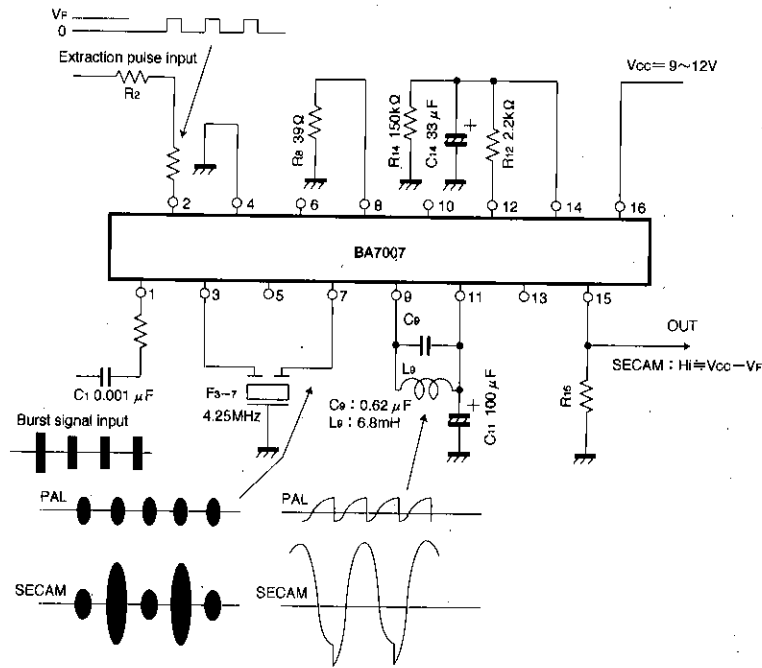 VF
0
Extraction pulse input
R2
R8 39Ω
R14 150kΩ
C14 33 μF
+
R12 2.2kΩ
Vcc≒9~12V
2 4 6 8 10 12 14 16
BA7007
1 3 5 7 9 11 13 15
C1 0.001 μF
Burst signal input
F3-7
4.25MHz
C9
L9
C9 : 0.62 μF
L9 : 6.8mH
+
C11 100 μF
OUT
SECAM : Hi≒Vcc−VF
R15
PAL
SECAM
PAL
SECAM